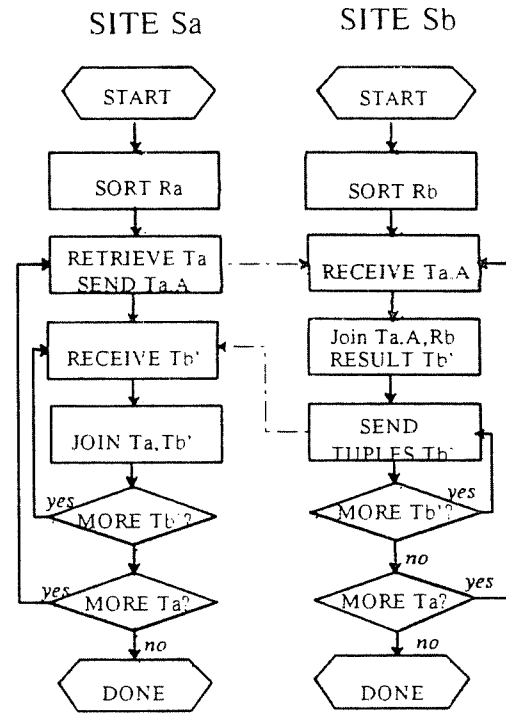 SITE Sa
START
SORT Ra
RETRIEVE Ta
SEND Ta.A
RECEIVE Tb'
JOIN Ta,Tb'
yes
MORE Tb'?
yes
MORE Ta?
no
DONE
SITE Sb
START
SORT Rb
RECEIVE Ta.A
Join Ta.A,Rb
RESULT Tb'
SEND
TUPLES Tb'
yes
MORE Tb'?
no
yes
MORE Ta?
no
DONE